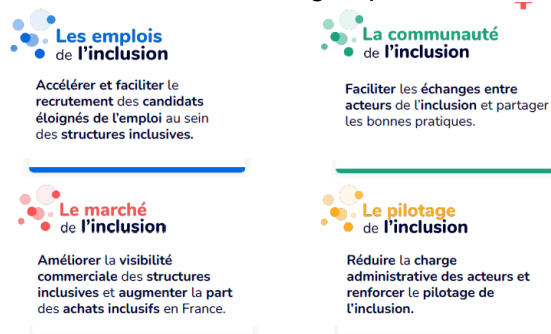 Les emplois
de l'inclusion
Accélérer et faciliter le
recrutement des candidats
éloignés de l'emploi au sein
des structures inclusives.
La communauté
de l'inclusion
Faciliter les échanges entre
acteurs de l'inclusion et partager
les bonnes pratiques.
Le marché
de l'inclusion
Améliorer la visibilité
commerciale des structures
inclusives et augmenter la part
des achats inclusifs en France.
Le pilotage
de l'inclusion
Réduire la charge
administrative des acteurs et
renforcer le pilotage de
l'inclusion.